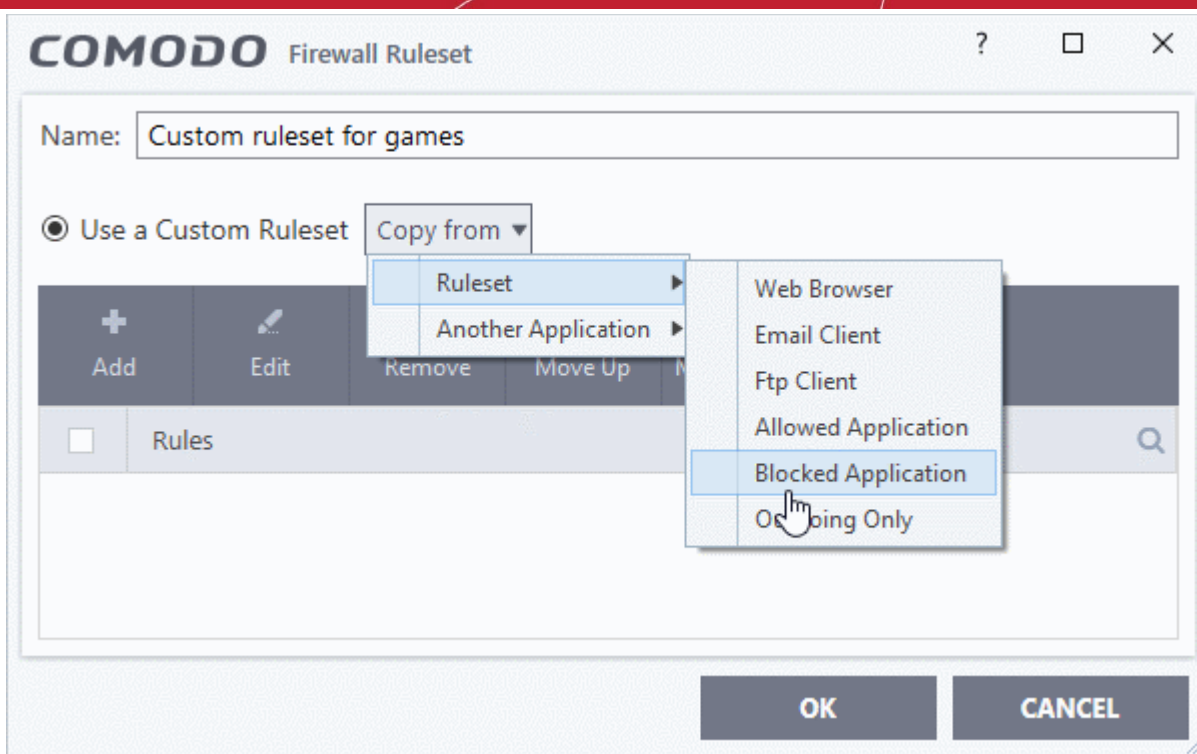 COMODO Firewall Ruleset
?
Name: Custom ruleset for games
Use a Custom Ruleset Copy from
Ruleset
Another Application
Web Browser
Email Client
Ftp Client
Allowed Application
Blocked Application
Only
Add Edit Remove Move Up
Rules
OK CANCEL